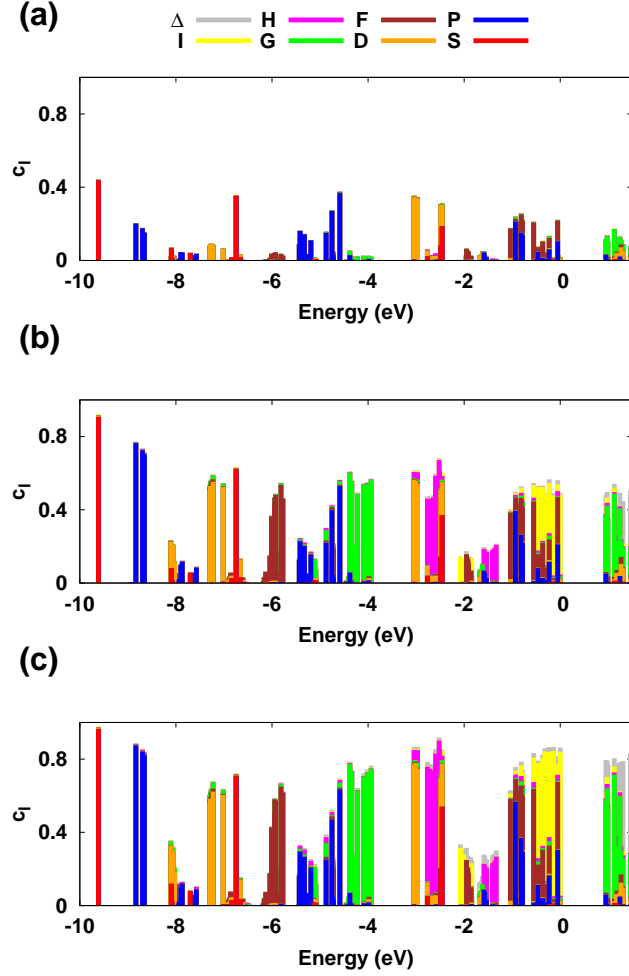 (a)
Δ H F P
I G D S
0.8
0.4
0
c_l
-10 -8 -6 -4 -2 0
Energy (eV)
(b)
0.8
0.4
0
c_l
-10 -8 -6 -4 -2 0
Energy (eV)
(c)
0.8
0.4
0
c_l
-10 -8 -6 -4 -2 0
Energy (eV)